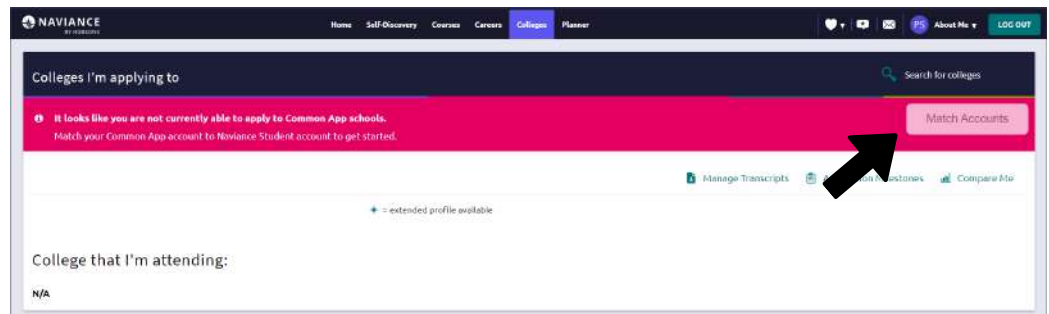 NAVIANCE
BY HOBSONS
Home Self-Discovery Courses Careers Colleges Planner
PS About Me LOG OUT
Colleges I'm applying to
Search for colleges
It looks like you are not currently able to apply to Common App schools.
Match your Common App account to Naviance Student account to get started.
Match Accounts
Manage Transcripts
Compare Me
+ = extended profile available
College that I'm attending:
N/A